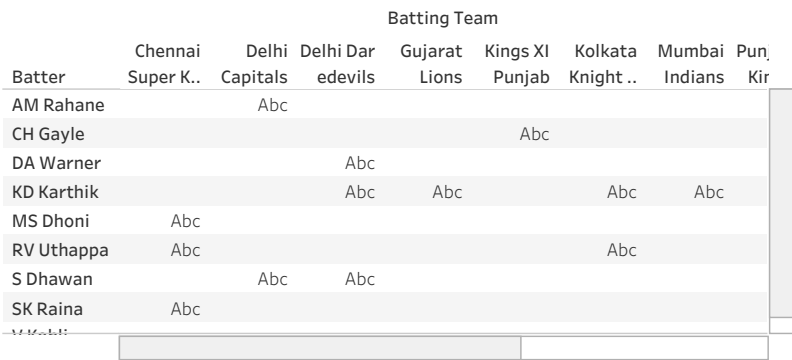 Batting Team
Chennai Delhi Delhi Dar Gujarat Kings XI Kolkata Mumbai
Batter Super K.. Capitals edevils Lions Punjab Knight .. Indians
AM Rahane Abc
CH Gayle Abc
DA Warner Abc
KD Karthik Abc Abc Abc Abc
MS Dhoni Abc
RV Uthappa Abc Abc
S Dhawan Abc Abc
SK Raina Abc